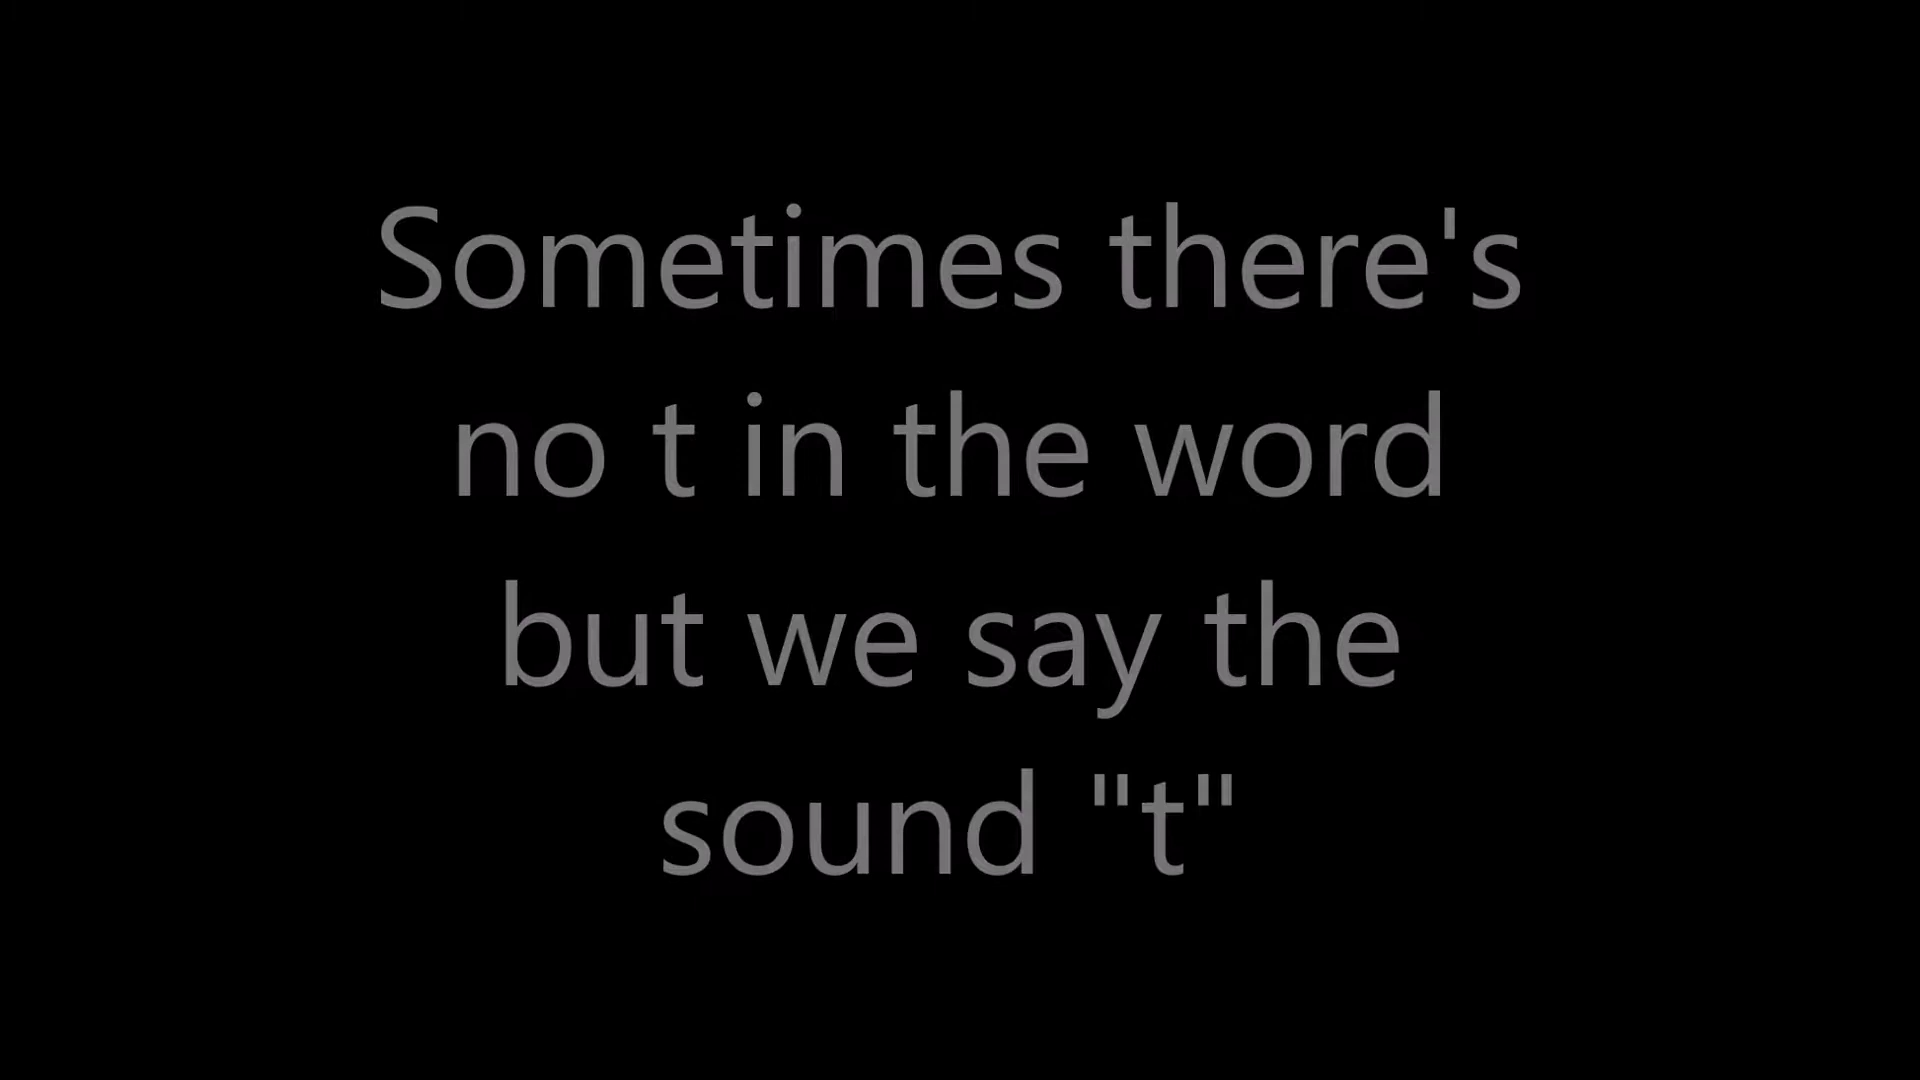 Sometimes there's
no t in the word
but we say the
sound "t"